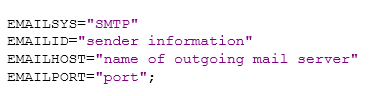 EMAILSYS="SMTP"
EMAILID="sender information"
EMAILHOST="name of outgoing mail server"
EMAILPORT="port";